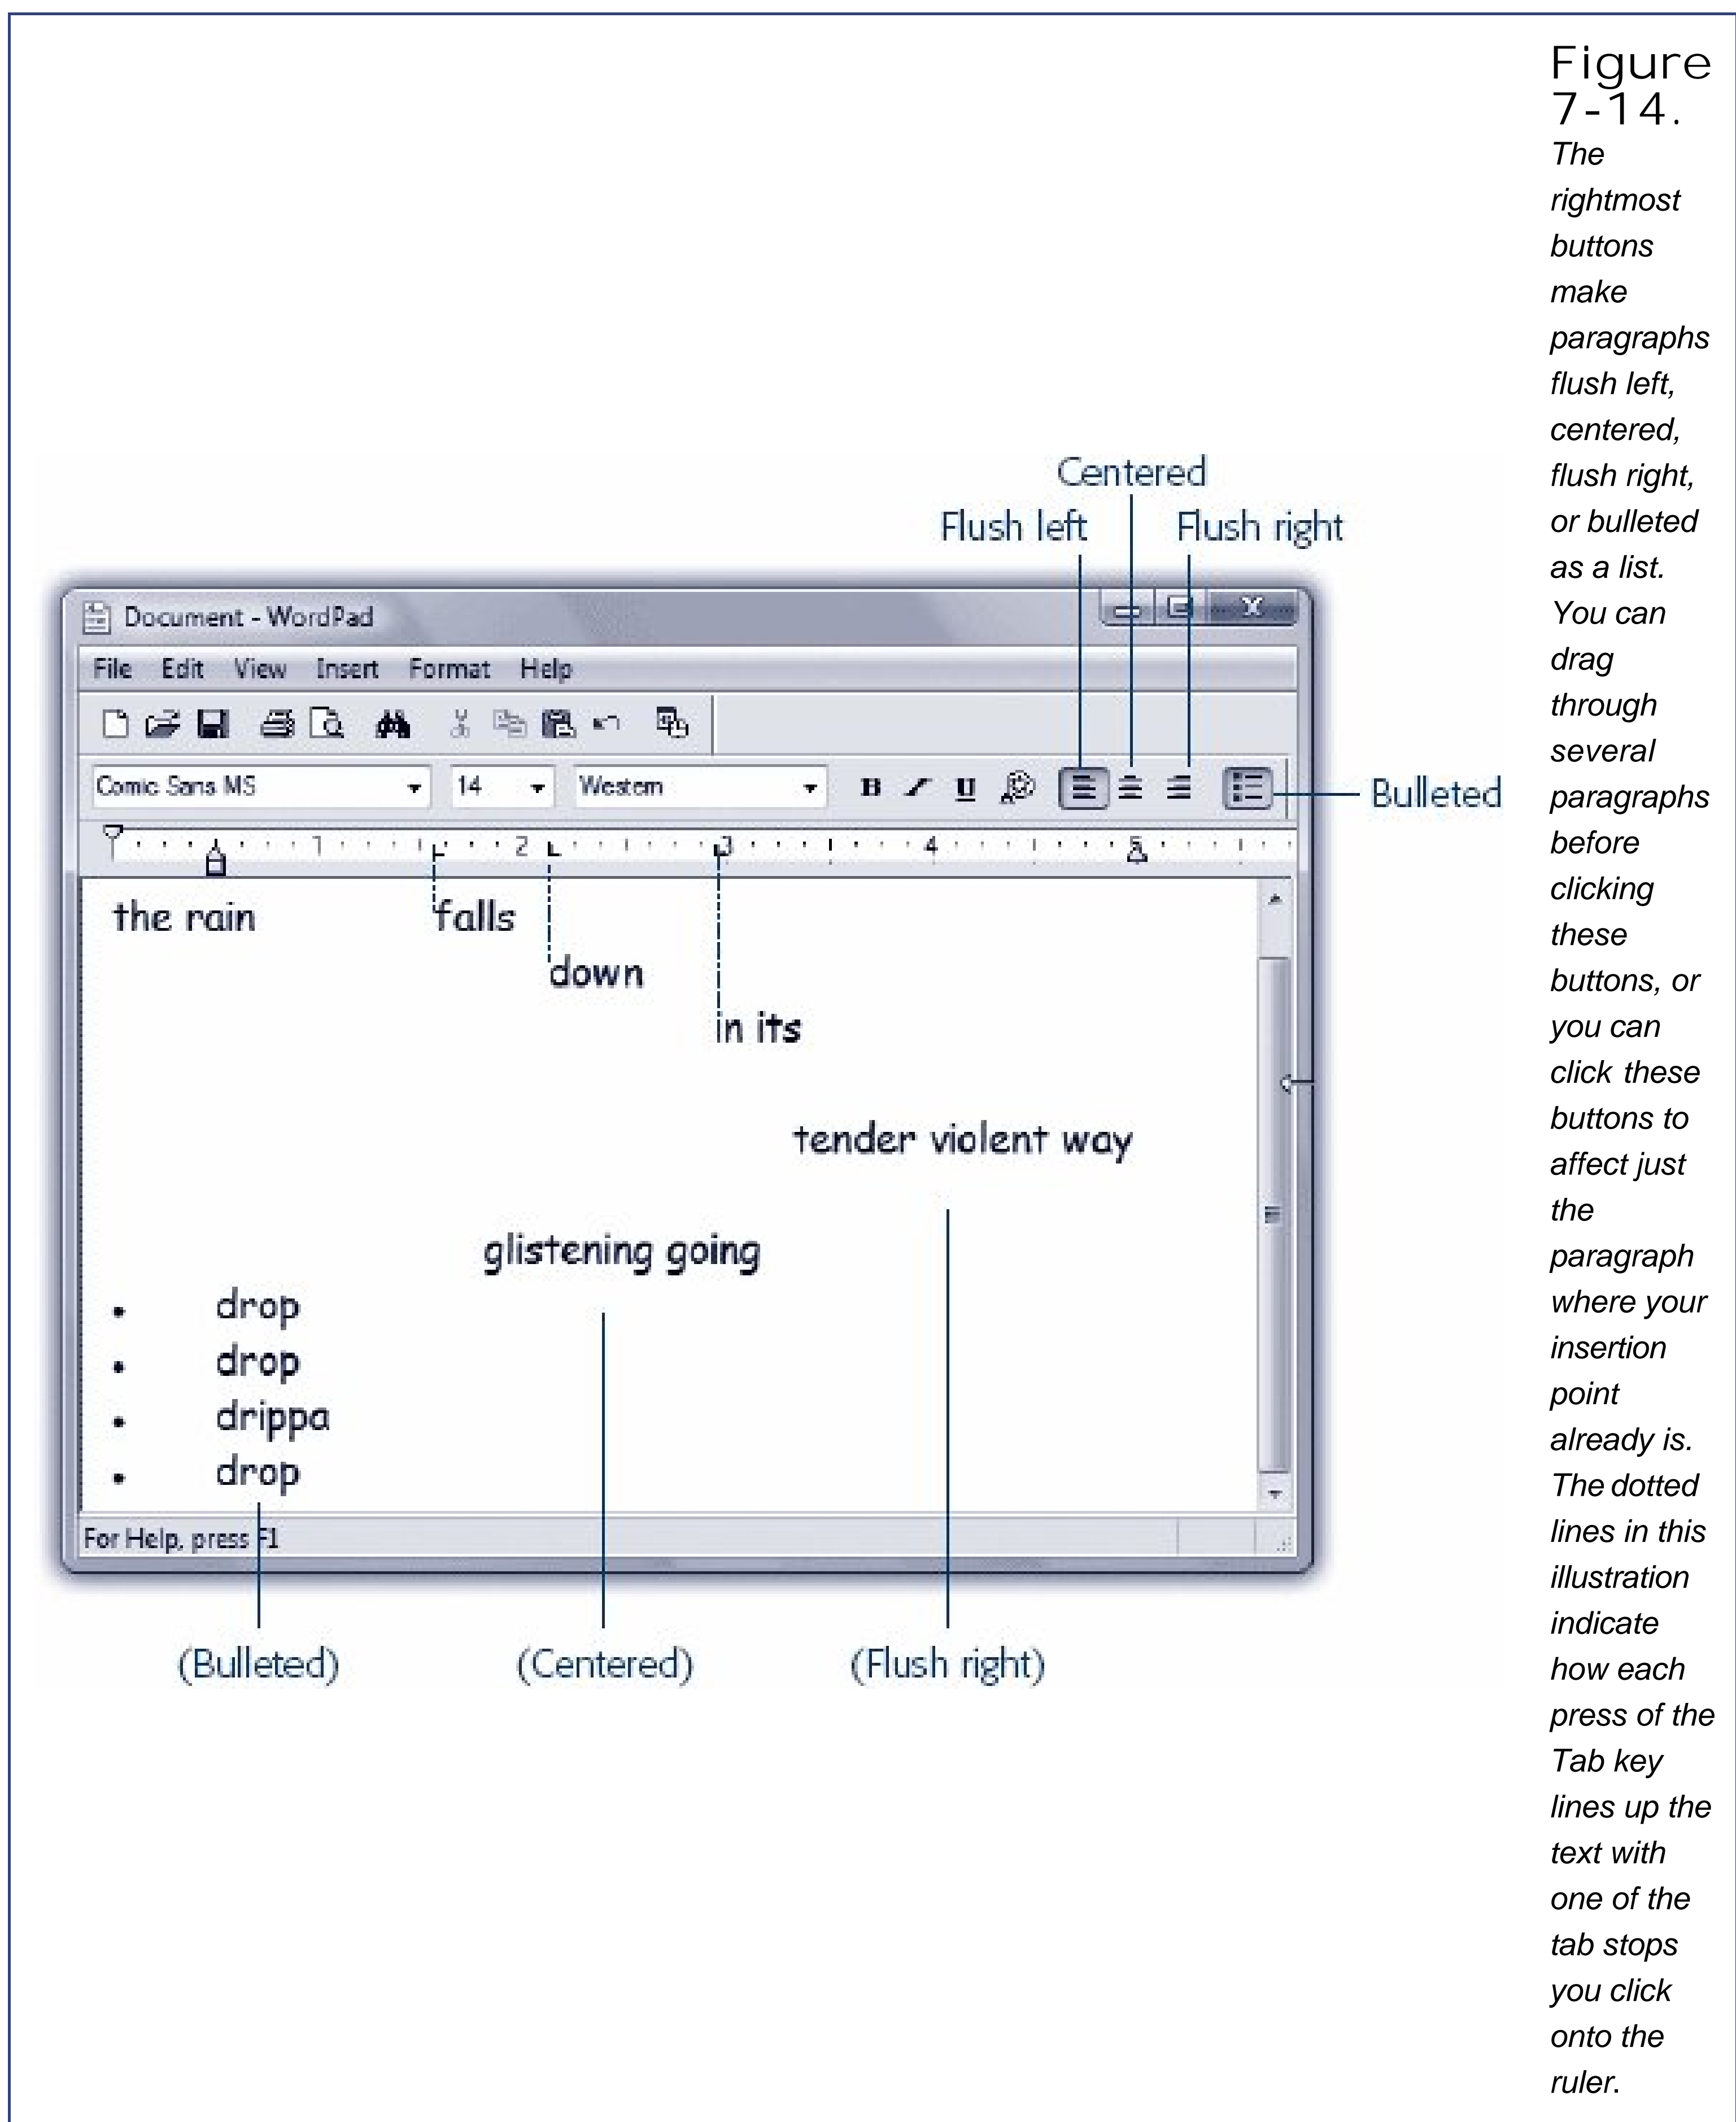 Figure
7-14.
The
rightmost
buttons
make
paragraphs
flush left,
centered,
flush right,
or bulleted
as a list.
You can
drag
through
several
paragraphs
before
clicking
these
buttons, or
you can
click these
buttons to
affect just
the
paragraph
where your
insertion
point
already is.
The dotted
lines in this
illustration
indicate
how each
press of the
Tab key
lines up the
text with
one of the
tab stops
you click
onto the
ruler.
Centered
Flush left Flush right
Document - WordPad
File Edit View Insert Format Help
Comic Sans MS 14 Western B I U
Bulleted
1 2 3 4 5
the rain falls
down
in its
tender violent way
glistening going
• drop
• drop
• drippa
• drop
For Help, press F1
(Bulleted) (Centered) (Flush right)